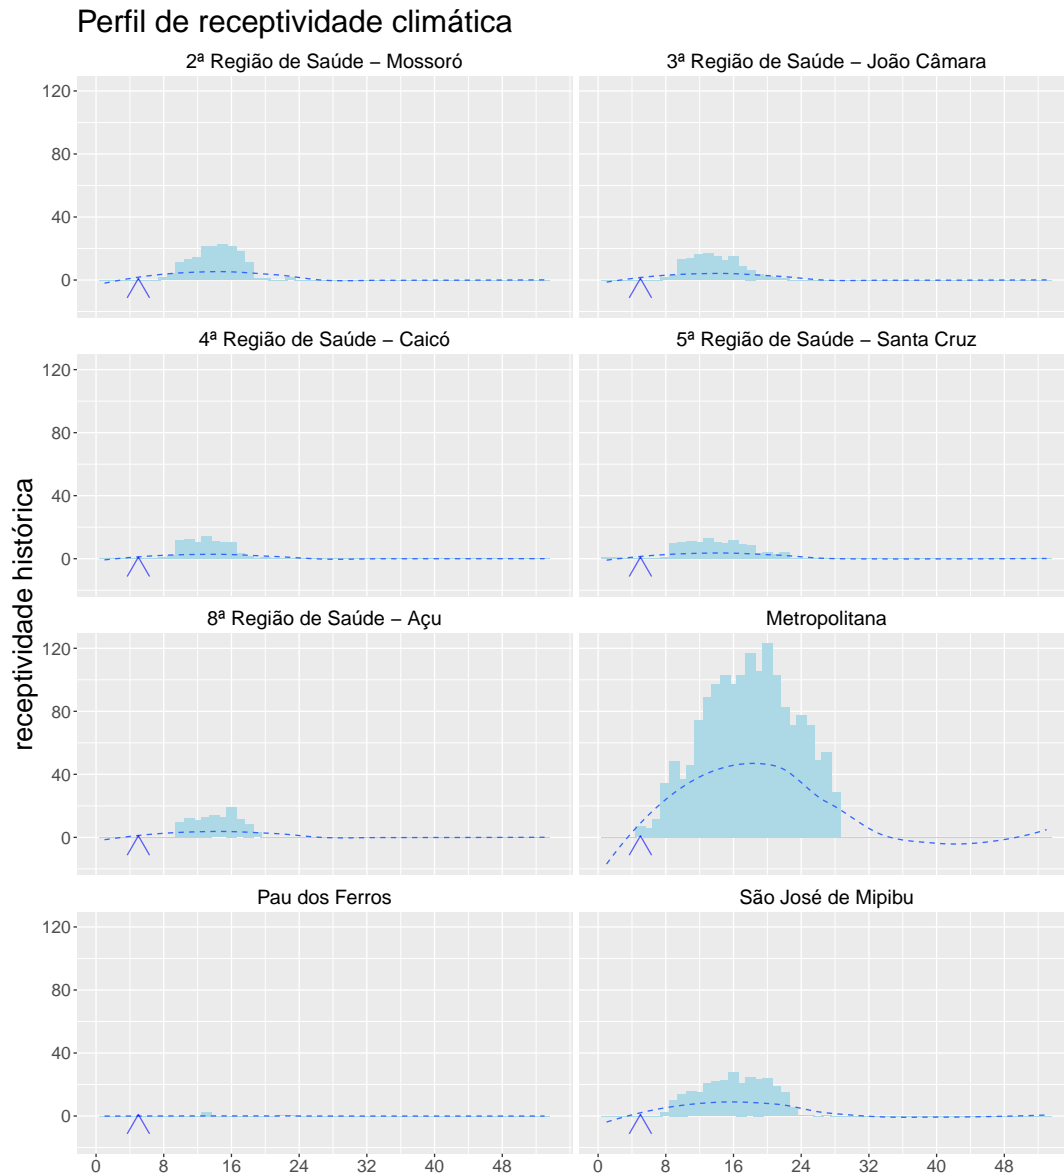 Perfil de receptividade climática
2ª Região de Saúde – Mossoró
3ª Região de Saúde – João Câmara
120
80
40
0
4ª Região de Saúde – Caicó
5ª Região de Saúde – Santa Cruz
120
80
40
0
receptividade histórica
8ª Região de Saúde – Açu
Metropolitana
120
80
40
0
Pau dos Ferros
São José de Mipibu
120
80
40
0
0 8 16 24 32 40 48
0 8 16 24 32 40 48